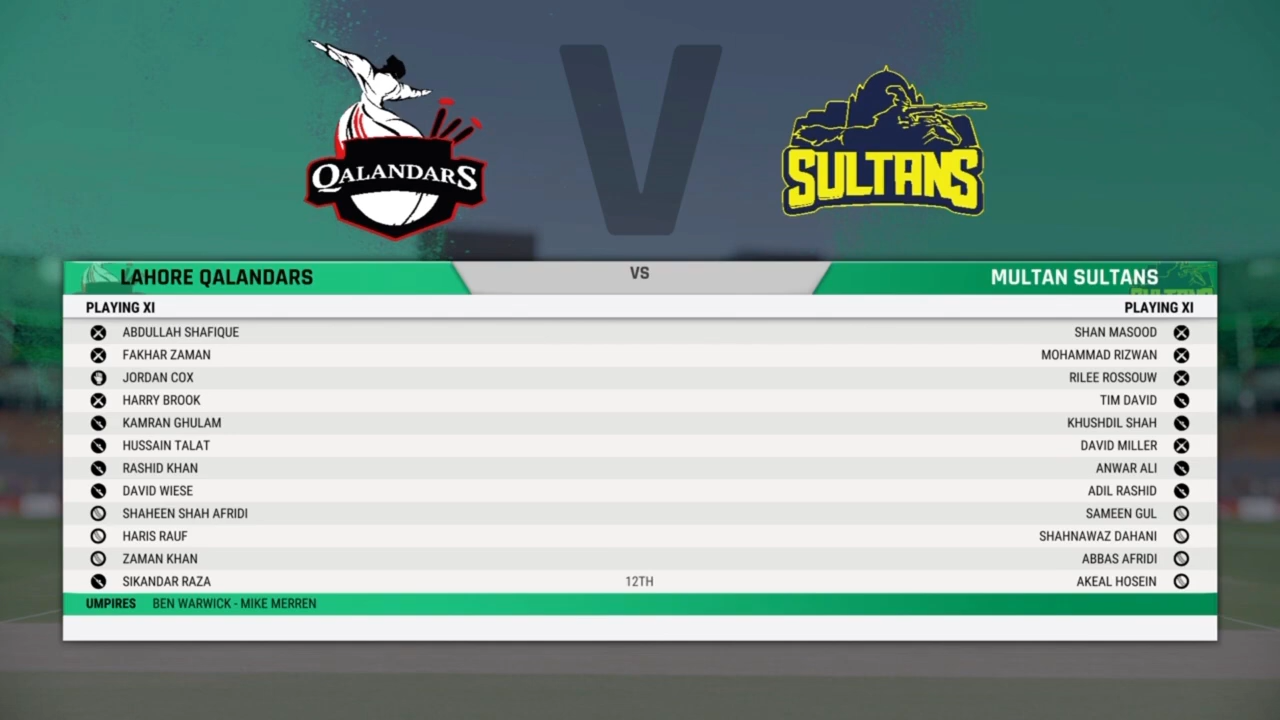 V
QALANDARS
SULTANS
LAHORE QALANDARS VS MULTAN SULTANS
PLAYING XI PLAYING XI
ABDULLAH SHAFIQUE SHAN MASOOD
FAKHAR ZAMAN MOHAMMAD RIZWAN
JORDAN COX RILEE ROSSOUW
HARRY BROOK TIM DAVID
KAMRAN GHULAM KHUSHDIL SHAH
HUSSAIN TALAT DAVID MILLER
RASHID KHAN ANWAR ALI
DAVID WIESE ADIL RASHID
SHAHEEN SHAH AFRIDI SAMEEN GUL
HARIS RAUF SHAHNAWAZ DAHANI
ZAMAN KHAN ABBAS AFRIDI
SIKANDAR RAZA 12TH AKEAL HOSEIN
UMPIRES BEN WARWICK - MIKE MERREN